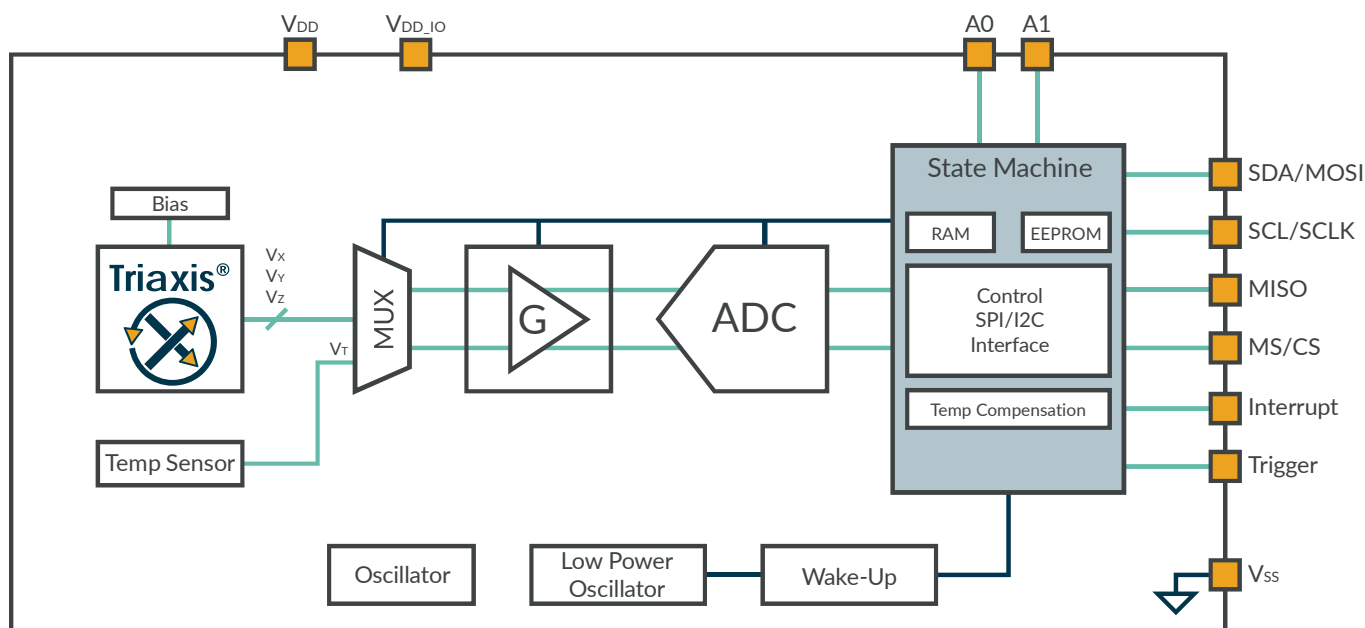 VDD
VDD_IO
A0
A1
State Machine
SDA/MOSI
Bias
RAM
EEPROM
SCL/SCLK
Triaxis®
VX
VY
VZ
MUX
G
ADC
Control
SPI/I2C
Interface
MISO
VT
MS/CS
Temp Compensation
Interrupt
Temp Sensor
Trigger
Oscillator
Low Power
Oscillator
Wake-Up
VSS